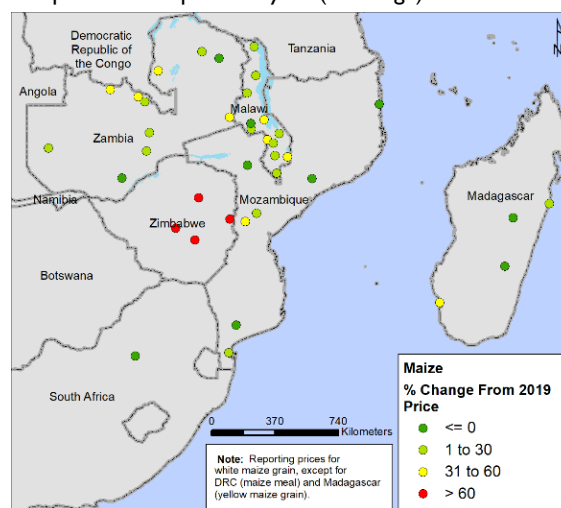 Democratic
Republic of
the Congo
Tanzania
N
Angola
Malawi
Zambia
Namibia
Mozambique
Zimbabwe
Madagascar
Botswana
South Africa
0 370 740
Kilometers
Note: Reporting prices for
white maize grain, except for
DRC (maize meal) and Madagascar
(yellow maize grain).
Maize
% Change From 2019
Price
<= 0
1 to 30
31 to 60
> 60